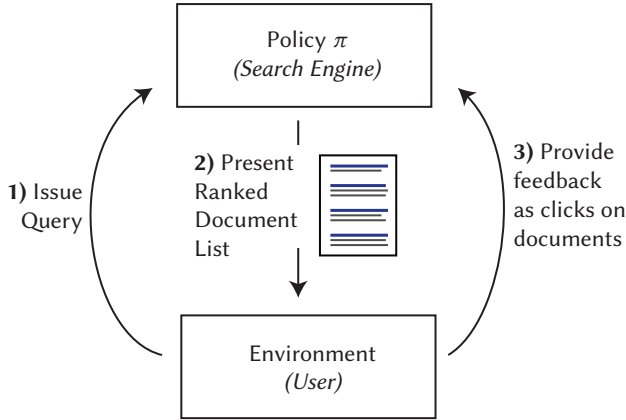 Policy π
(Search Engine)
1) Issue
Query
2) Present
Ranked
Document
List
3) Provide
feedback
as clicks on
documents
Environment
(User)